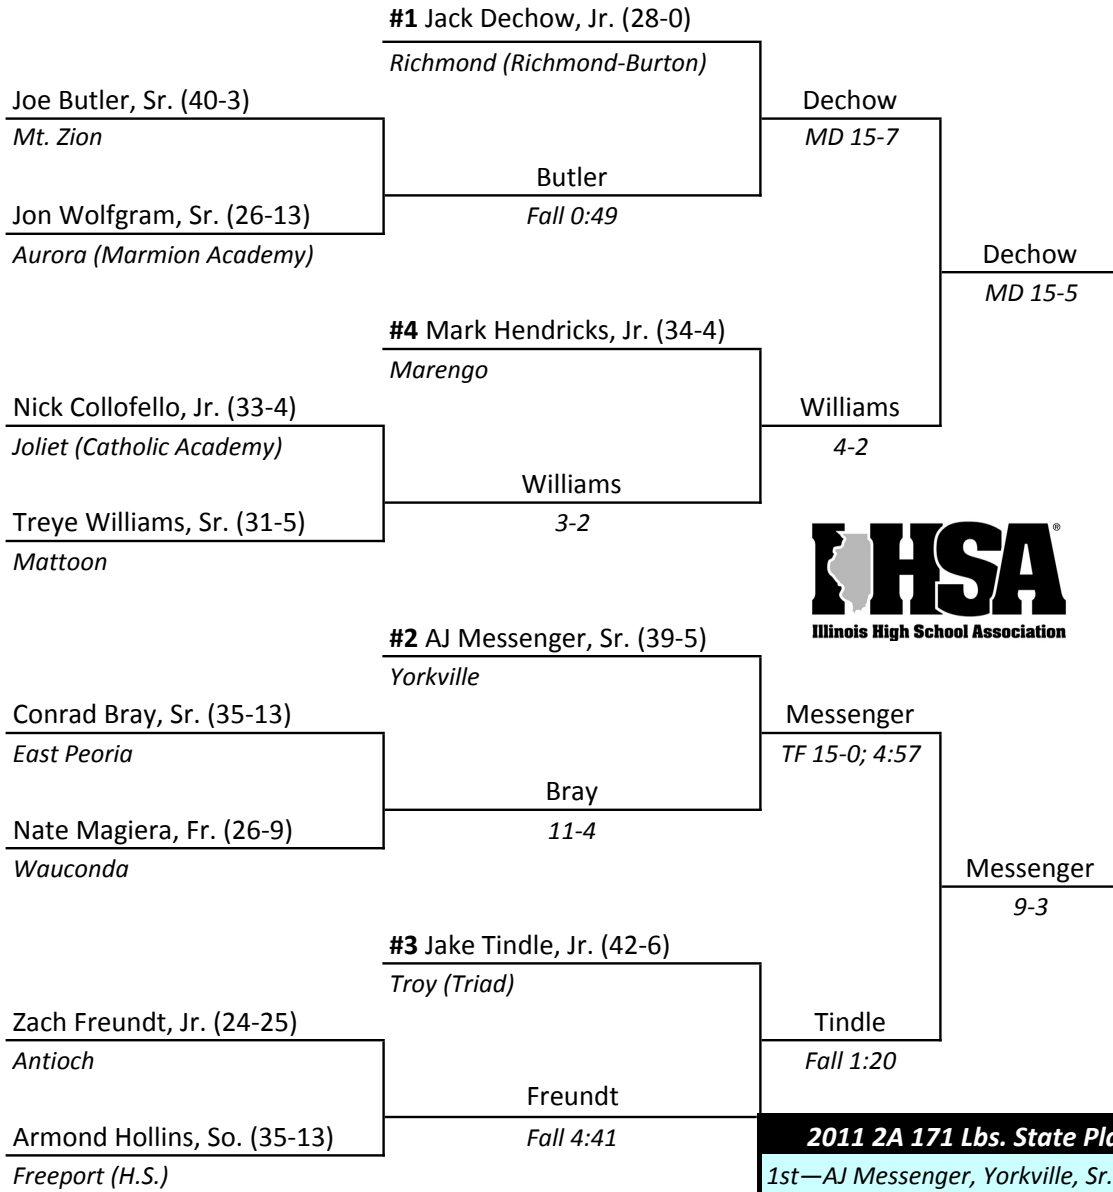 #1 Jack Dechow, Jr. (28-0)
Richmond (Richmond-Burton)
Joe Butler, Sr. (40-3)
Mt. Zion
Dechow
MD 15-7
Butler
Fall 0:49
Jon Wolfgram, Sr. (26-13)
Aurora (Marmion Academy)
Dechow
MD 15-5
#4 Mark Hendricks, Jr. (34-4)
Marengo
Nick Collofello, Jr. (33-4)
Joliet (Catholic Academy)
Williams
4-2
Williams
3-2
Treye Williams, Sr. (31-5)
Mattoon
IHSA®
Illinois High School Association
#2 AJ Messenger, Sr. (39-5)
Yorkville
Conrad Bray, Sr. (35-13)
East Peoria
Messenger
TF 15-0; 4:57
Bray
11-4
Nate Magiera, Fr. (26-9)
Wauconda
Messenger
9-3
#3 Jake Tindle, Jr. (42-6)
Troy (Triad)
Zach Freundt, Jr. (24-25)
Antioch
Tindle
Fall 1:20
Freundt
Fall 4:41
Armond Hollins, So. (35-13)
Freeport (H.S.)
2011 2A 171 Lbs. State Pla
1st—AJ Messenger, Yorkville, Sr.